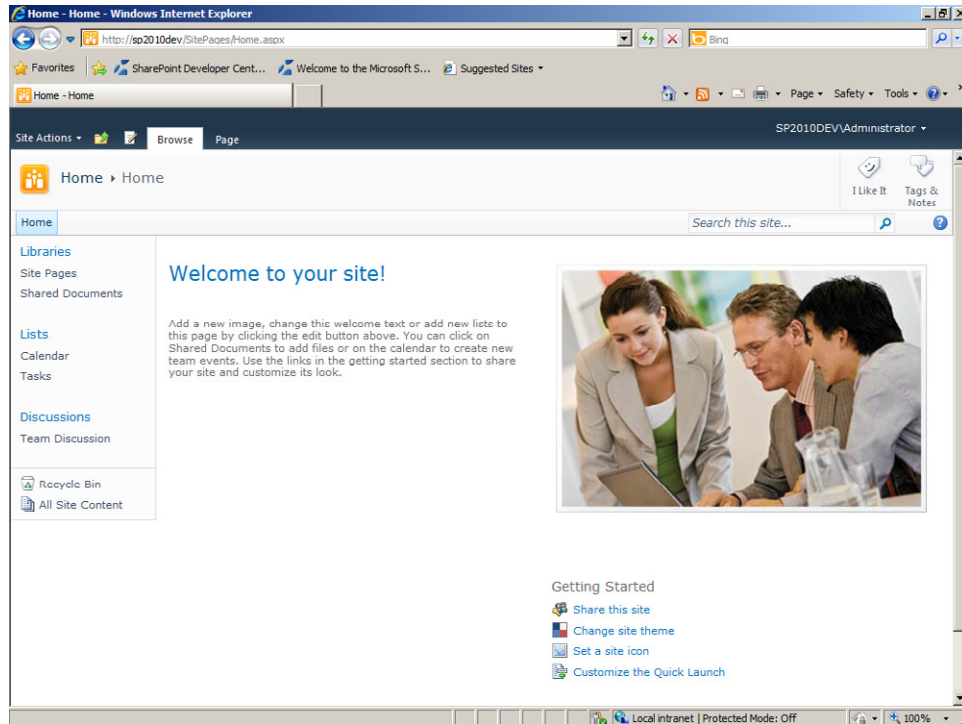 Home - Home - Windows Internet Explorer
http://sp2010dev/SitePages/Home.aspx
Bing
Favorites
SharePoint Developer Cent...
Welcome to the Microsoft S...
Suggested Sites
Home - Home
Page
Safety
Tools
Site Actions
Browse
Page
SP2010DEV\Administrator
Home
Home
I Like It
Tags &
Notes
Home
Search this site...
Libraries
Site Pages
Shared Documents
Lists
Calendar
Tasks
Discussions
Team Discussion
Recycle Bin
All Site Content
Welcome to your site!
Add a new image, change this welcome text or add new lists to
this page by clicking the edit button above. You can click on
Shared Documents to add files or on the calendar to create new
team events. Use the links in the getting started section to share
your site and customize its look.
Getting Started
Share this site
Change site theme
Set a site icon
Customize the Quick Launch
Local intranet | Protected Mode: Off
100%